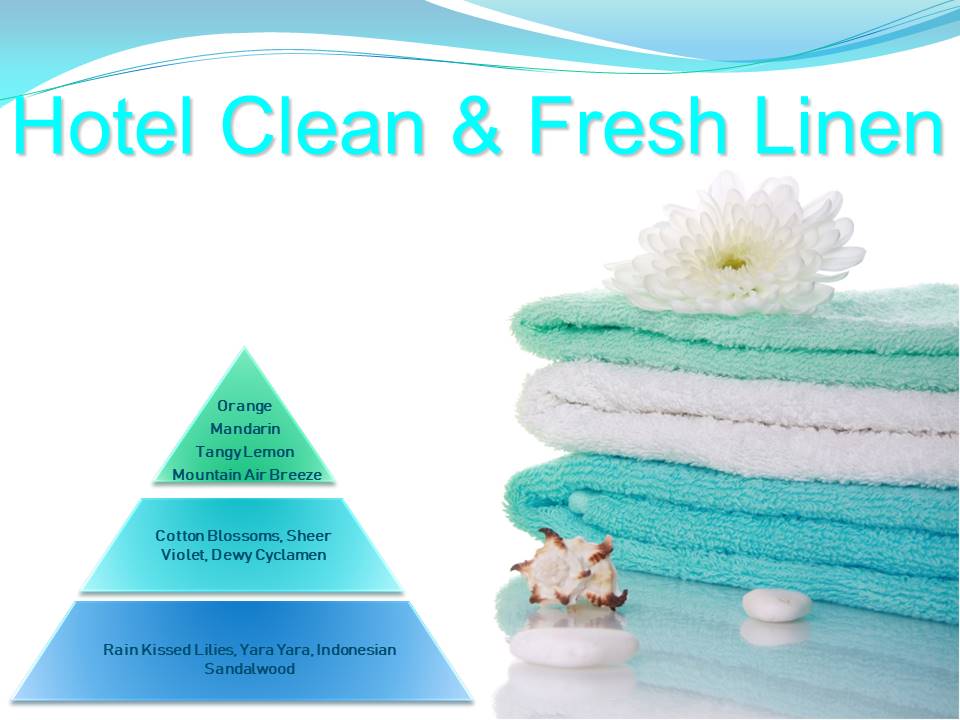 Hotel Clean & Fresh Linen
Orange
Mandarin
Tangy Lemon
Mountain Air Breeze
Cotton Blossoms, Sheer
Violet, Dewy Cyclamen
Rain Kissed Lilies, Yara Yara, Indonesian
Sandalwood